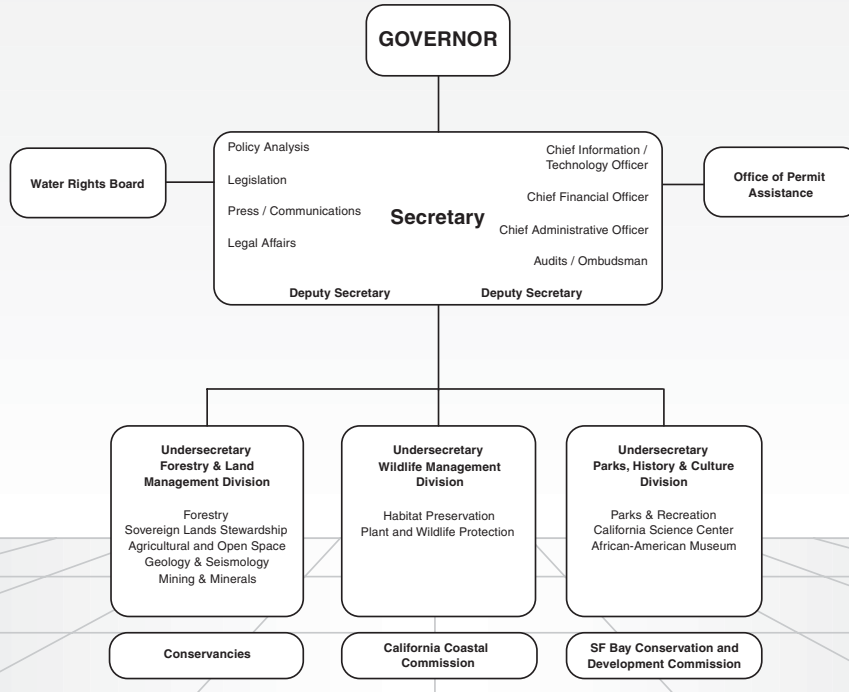 GOVERNOR
Water Rights Board
Policy Analysis
Legislation
Press / Communications
Legal Affairs
Secretary
Chief Information /
Technology Officer
Chief Financial Officer
Chief Administrative Officer
Audits / Ombudsman
Deputy Secretary
Deputy Secretary
Office of Permit
Assistance
Undersecretary
Forestry & Land
Management Division
Forestry
Sovereign Lands Stewardship
Agricultural and Open Space
Geology & Seismology
Mining & Minerals
Undersecretary
Wildlife Management
Division
Habitat Preservation
Plant and Wildlife Protection
Undersecretary
Parks, History & Culture
Division
Parks & Recreation
California Science Center
African-American Museum
Conservancies
California Coastal
Commission
SF Bay Conservation and
Development Commission